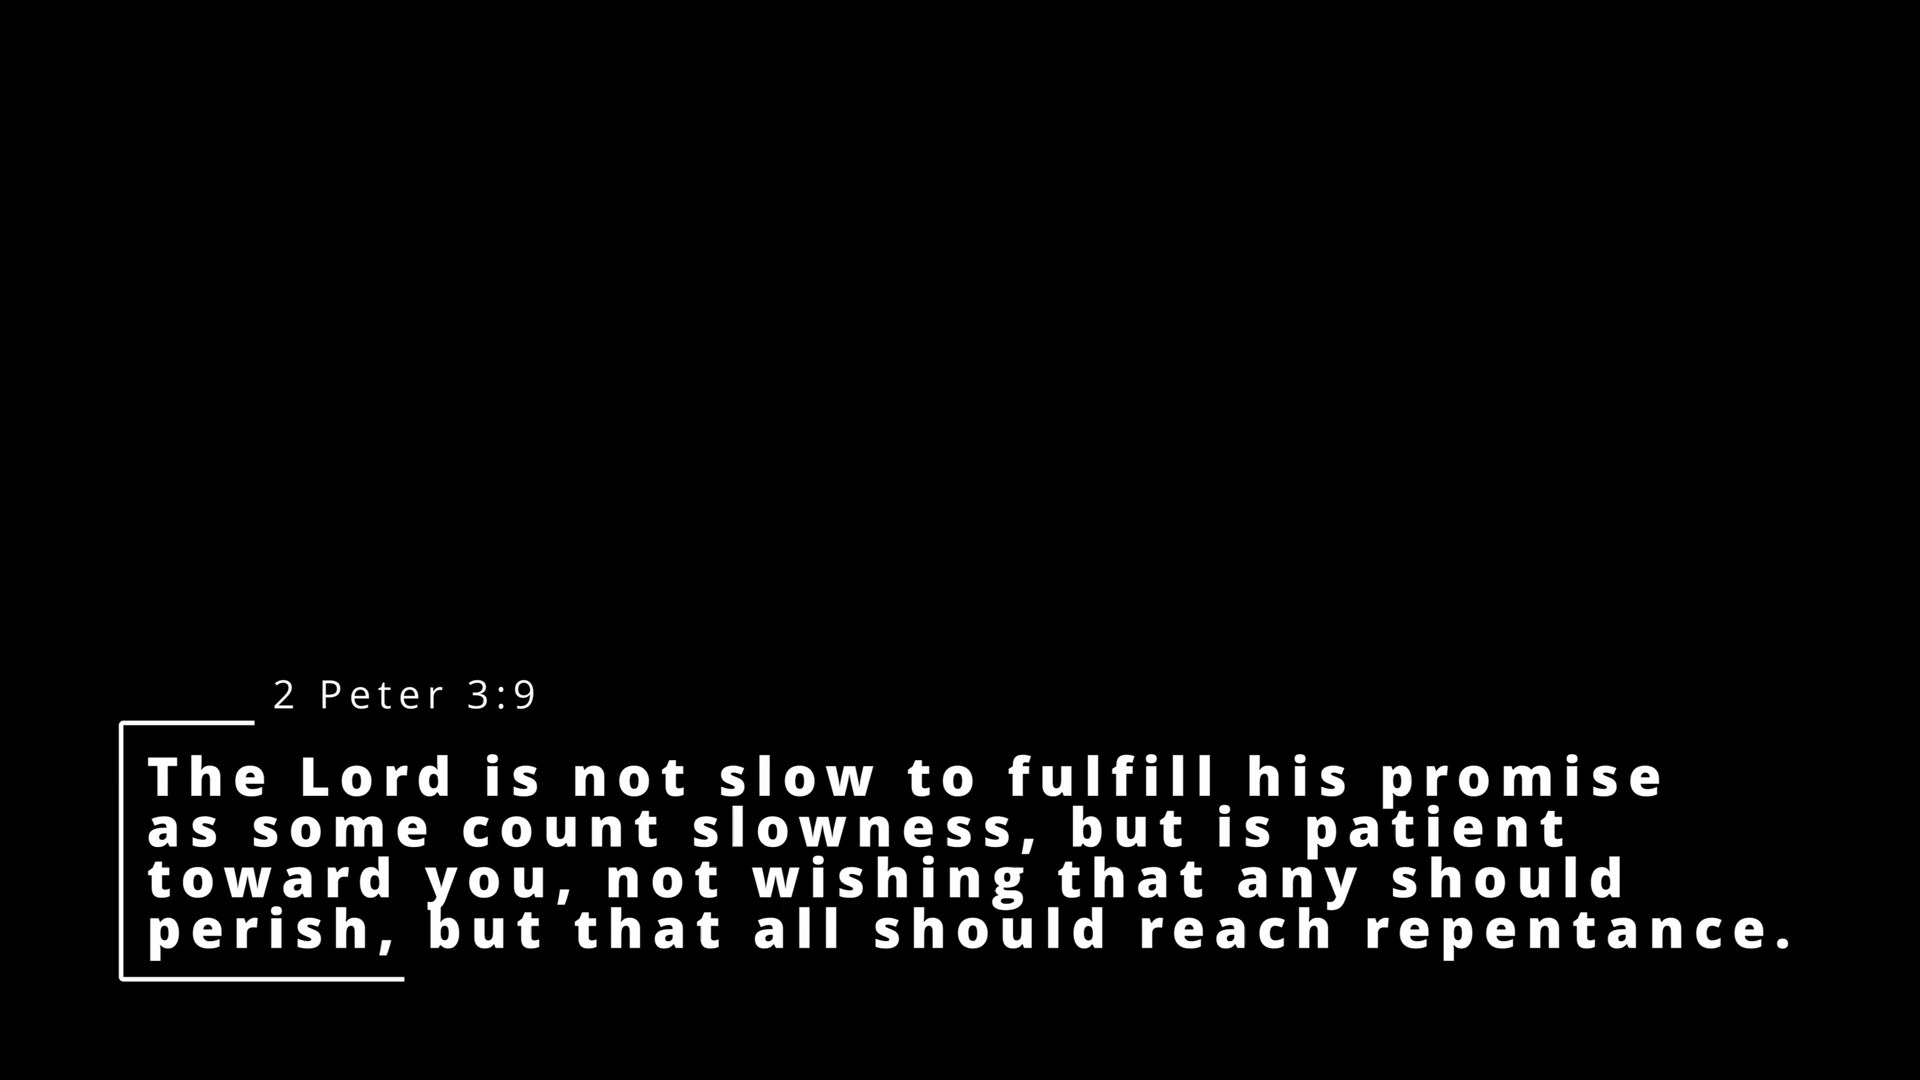 2 Peter 3:9
The Lord is not slow to fulfill his promise
as some count slowness, but is patient
toward you, not wishing that any should
perish, but that all should reach repentance.